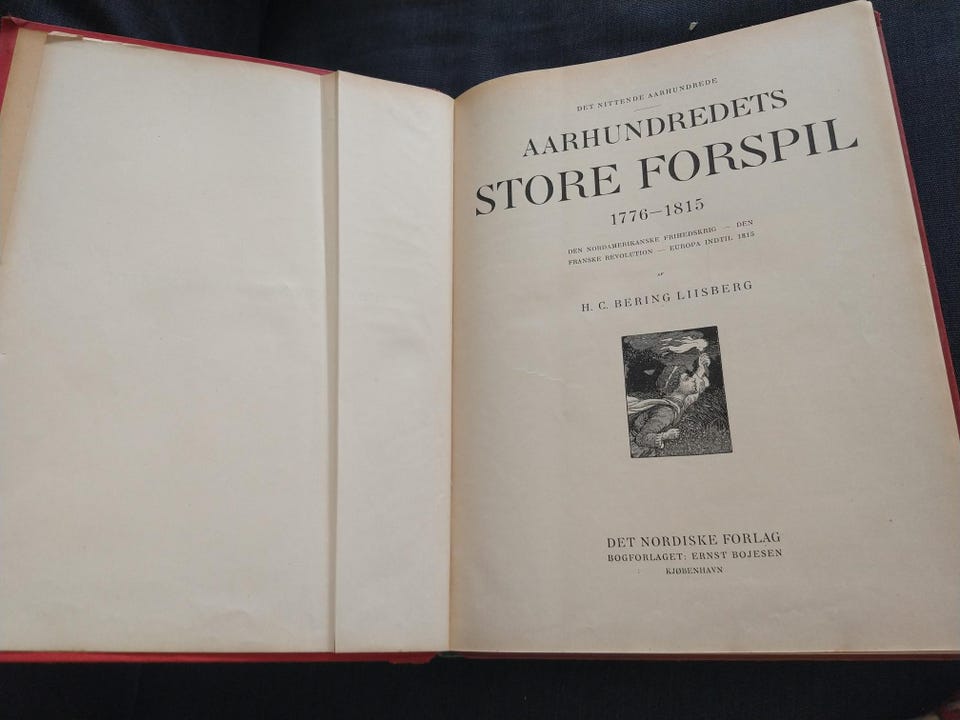 DET NITTENDE AARHUNDREDE
AARHUNDREDETS
STORE FORSPIL
1776–1815
DEN NORDAMERIKANSKE FRIHEDSKRIG — DEN
FRANSKE REVOLUTION — EUROPA INDTIL 1815
AF
H. C. BERING LIISBERG
DET NORDISKE FORLAG
BOGFORLAGET: ERNST BOJESEN
KJØBENHAVN